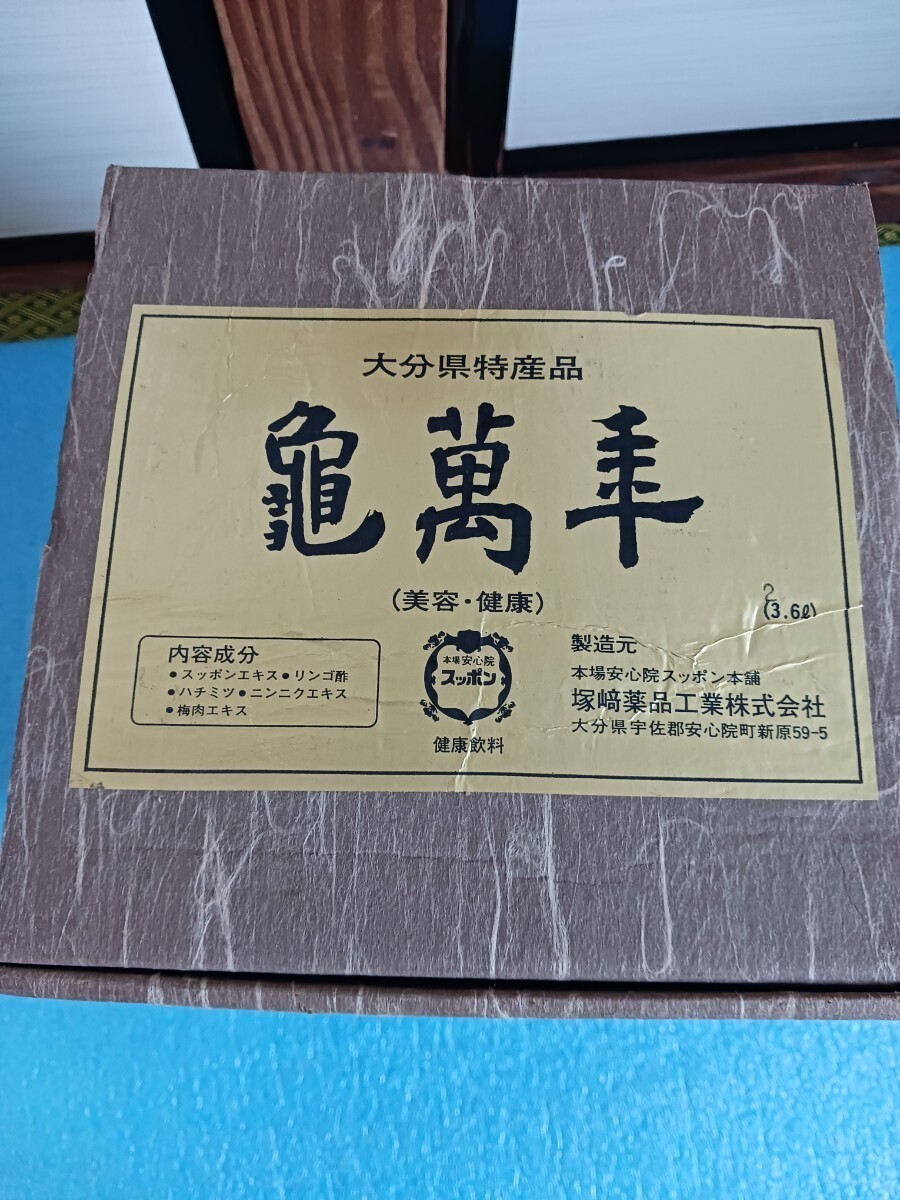 大分県特産品
龜萬年
(美容・健康)
2
(3.6ℓ)
内容成分
●スッポンエキス●リンゴ酢
●ハチミツ●ニンニクエキス
●梅肉エキス
本場安心院
スッポン
健康飲料
製造元
本場安心院スッポン本舗
塚﨑薬品工業株式会社
大分県宇佐郡安心院町新原59-5